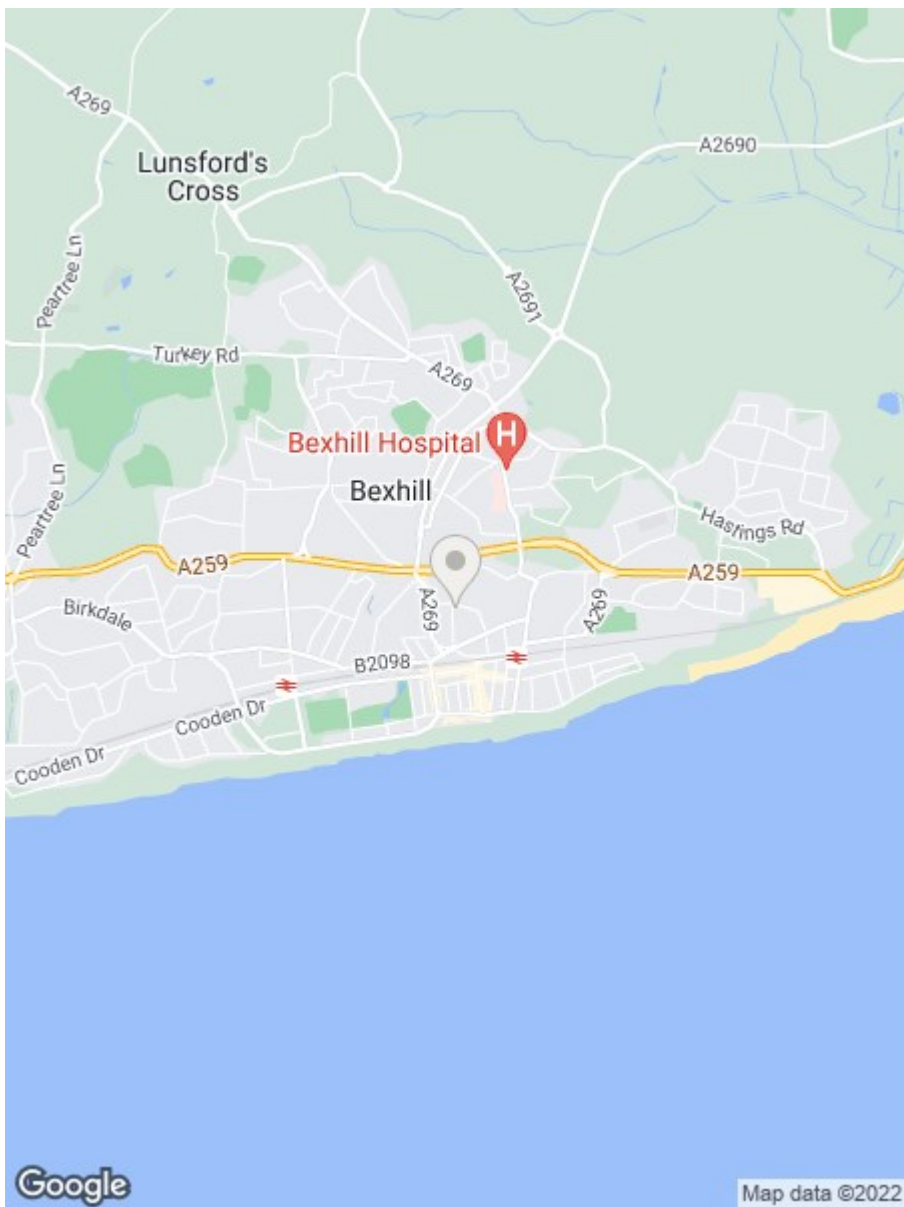 A269
A2690
Lunsford's
Cross
Peartree Ln
A2691
Turkey Rd
A269
Bexhill Hospital H
Bexhill
Peartree Ln
Hastings Rd
A259
A259
Birkdale
A269
A269
B2098
Cooden Dr
Cooden Dr
Google
Map data ©2022